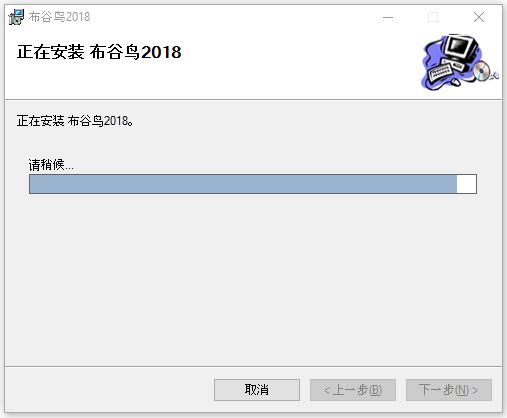 布谷鸟2018
正在安装 布谷鸟2018
正在安装 布谷鸟2018。
请稍候...
取消
< 上一步(B)
下一步(N) >